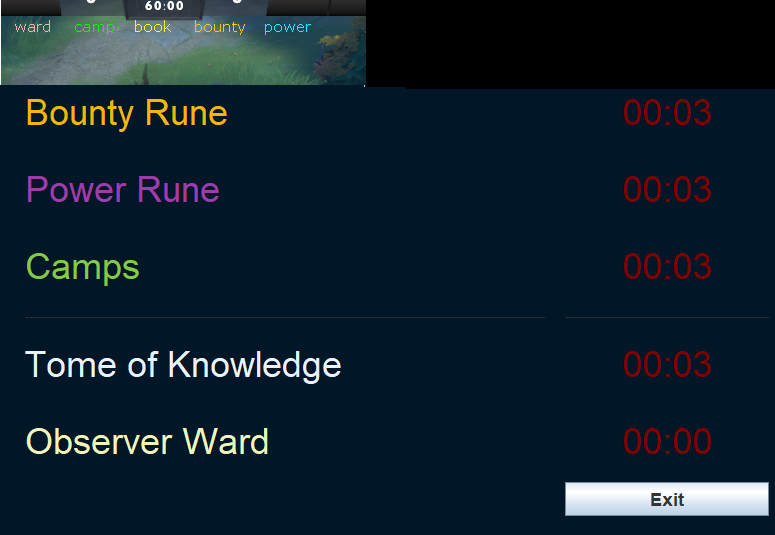 60:00
ward camp book bounty power
Bounty Rune 00:03
Power Rune 00:03
Camps 00:03
Tome of Knowledge 00:03
Observer Ward 00:00
Exit